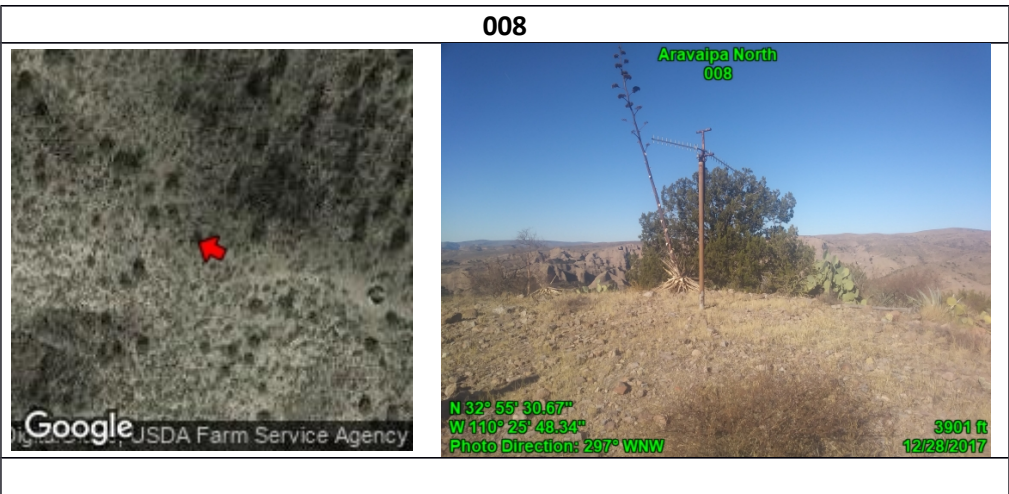 008
Aravaipa North
008
N 32° 55' 30.67"
W 110° 25' 48.34"
Photo Direction: 297° WNW
3901 ft
12/28/2017
Google
USDA Farm Service Agency